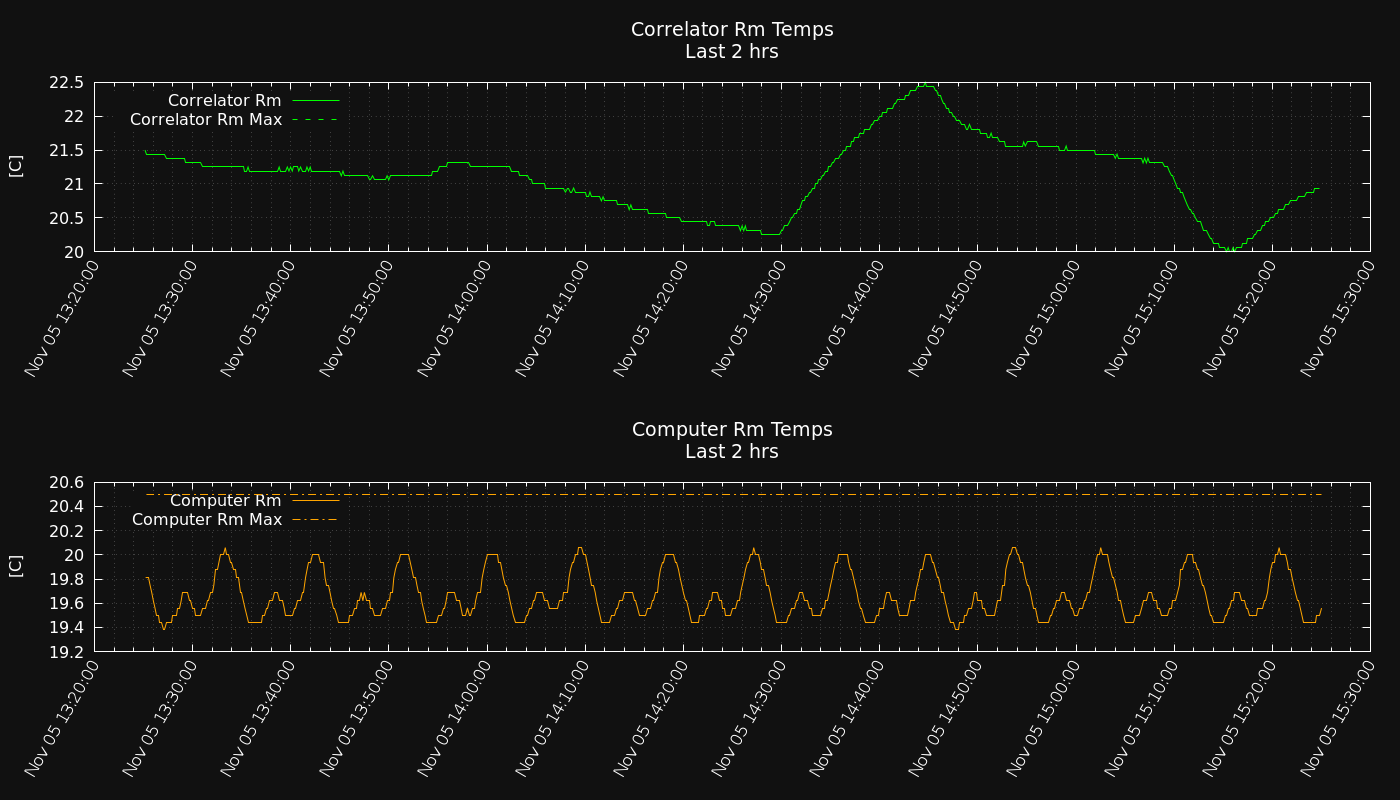 Correlator Rm Temps
Last 2 hrs
22.5
22
21.5
21
20.5
20
[C]
Correlator Rm
Correlator Rm Max
Nov 05 13:20:00
Nov 05 13:30:00
Nov 05 13:40:00
Nov 05 13:50:00
Nov 05 14:00:00
Nov 05 14:10:00
Nov 05 14:20:00
Nov 05 14:30:00
Nov 05 14:40:00
Nov 05 14:50:00
Nov 05 15:00:00
Nov 05 15:10:00
Nov 05 15:20:00
Nov 05 15:30:00
Computer Rm Temps
Last 2 hrs
20.6
20.4
20.2
20
19.8
19.6
19.4
19.2
[C]
Computer Rm
Computer Rm Max
Nov 05 13:20:00
Nov 05 13:30:00
Nov 05 13:40:00
Nov 05 13:50:00
Nov 05 14:00:00
Nov 05 14:10:00
Nov 05 14:20:00
Nov 05 14:30:00
Nov 05 14:40:00
Nov 05 14:50:00
Nov 05 15:00:00
Nov 05 15:10:00
Nov 05 15:20:00
Nov 05 15:30:00